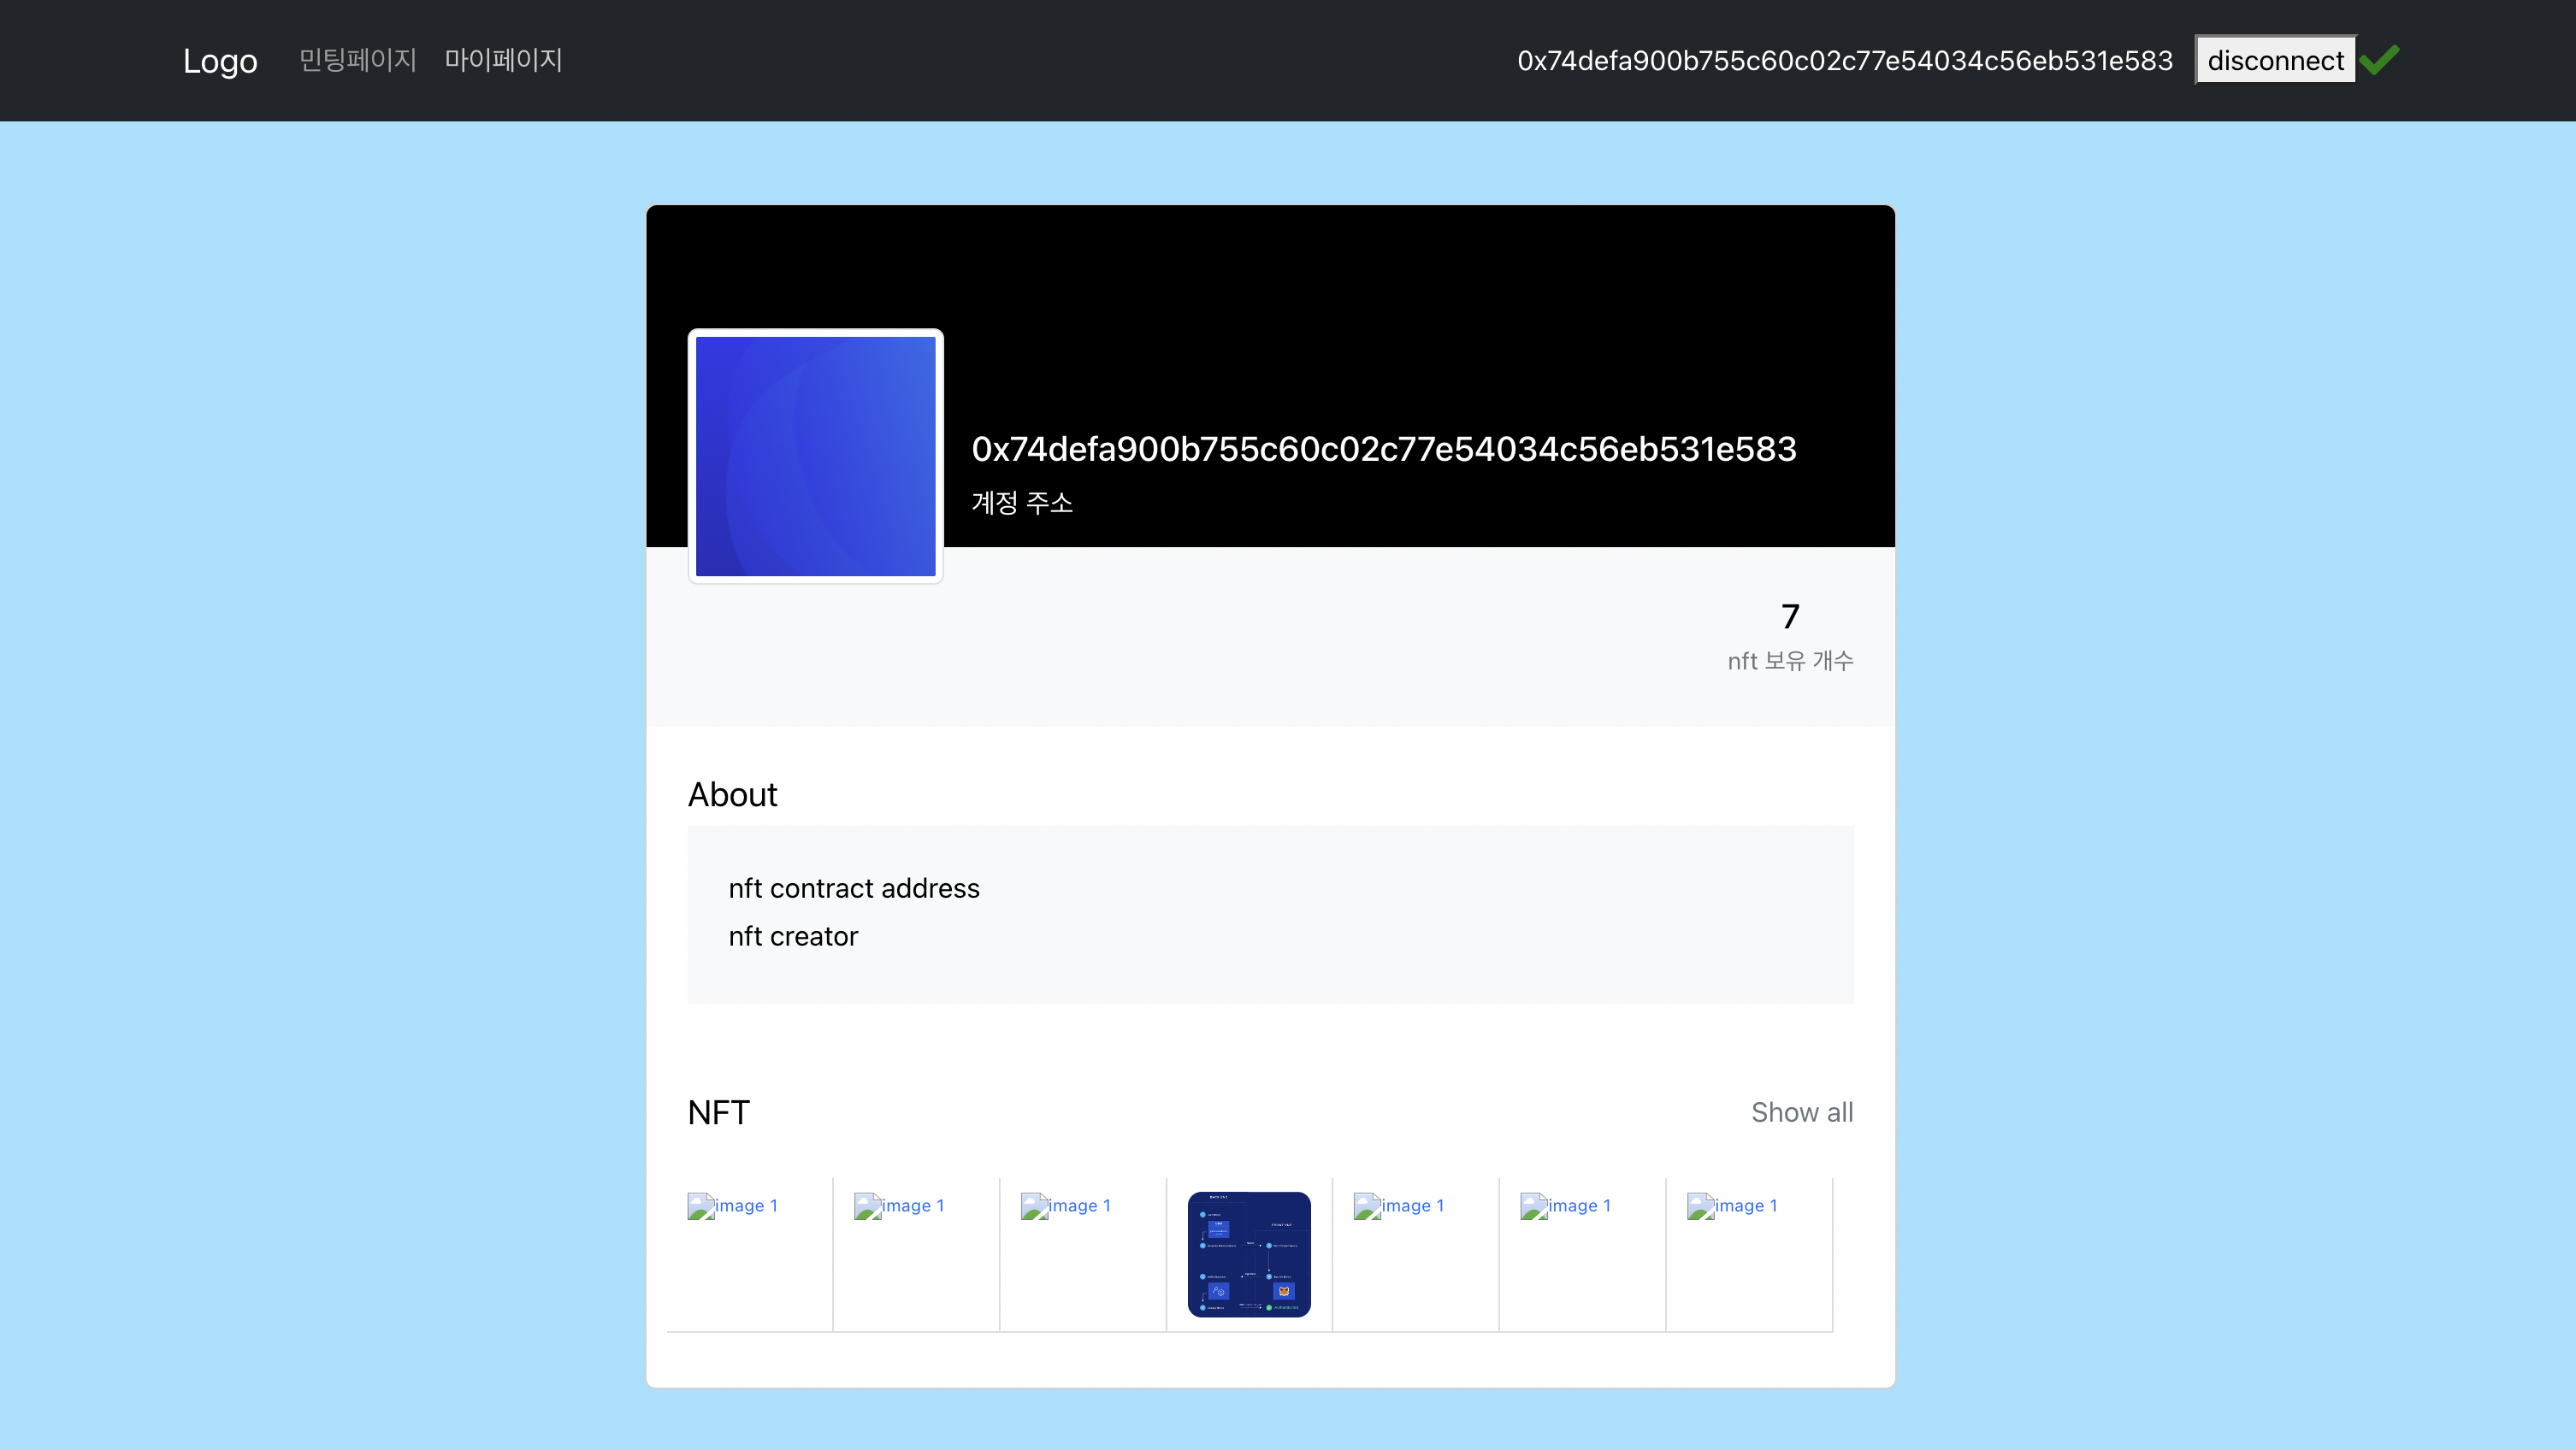 Logo 민팅페이지 마이페이지 0x74defa900b755c60c02c77e54034c56eb531e583 disconnect
0x74defa900b755c60c02c77e54034c56eb531e583
계정 주소
7
nft 보유 개수
About
nft contract address
nft creator
NFT Show all
image 1 image 1 image 1 image 1 image 1 image 1